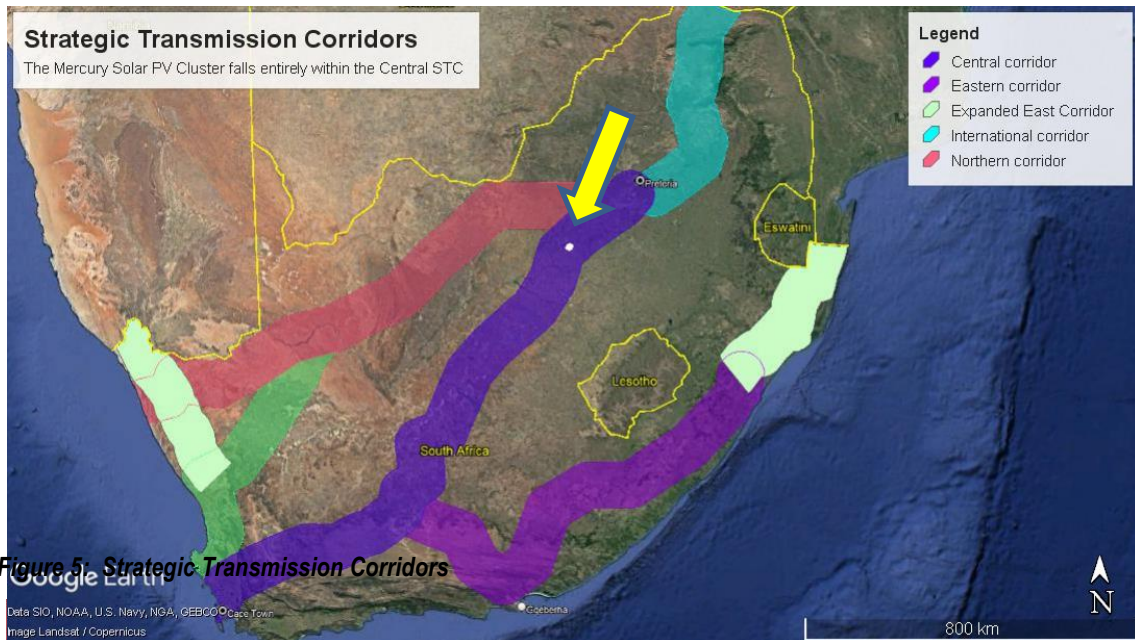 Strategic Transmission Corridors
The Mercury Solar PV Cluster falls entirely within the Central STC
Legend
Central corridor
Eastern corridor
Expanded East Corridor
International corridor
Northern corridor
Pretoria
Eswatini
Lesotho
South Africa
Figure 5: Strategic Transmission Corridors
Google Earth
Data SIO, NOAA, U.S. Navy, NGA, GEBCO
Cape Town
Gqeberha
Image Landsat / Copernicus
N
800 km